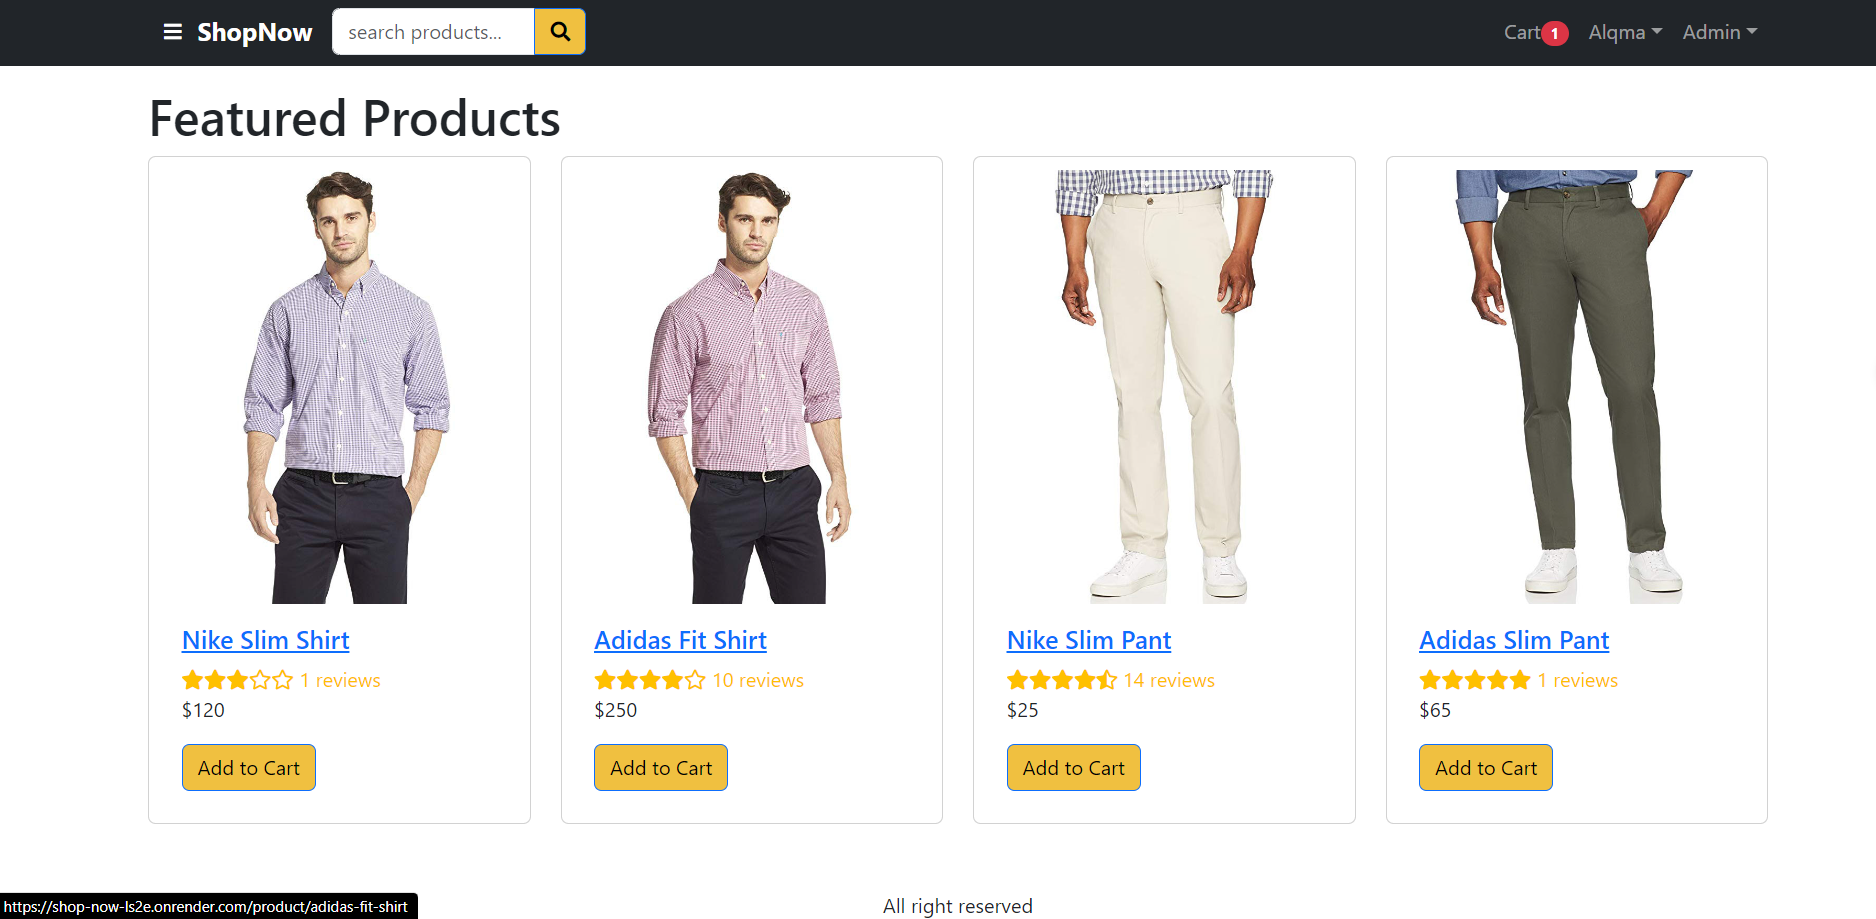 ShopNow
search products...
Cart 1
Alqma
Admin
Featured Products
Nike Slim Shirt
1 reviews
$120
Add to Cart
Adidas Fit Shirt
10 reviews
$250
Add to Cart
Nike Slim Pant
14 reviews
$25
Add to Cart
Adidas Slim Pant
1 reviews
$65
Add to Cart
All right reserved
https://shop-now-ls2e.onrender.com/product/adidas-fit-shirt